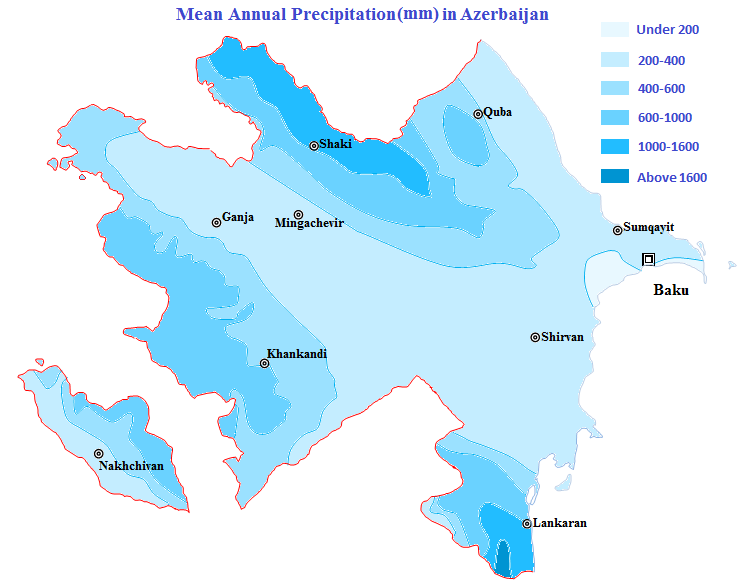 Mean Annual Precipitation(mm) in Azerbaijan
Under 200
200-400
400-600
600-1000
1000-1600
Above 1600
Quba
Shaki
Ganja
Mingachevir
Sumqayit
Baku
Shirvan
Khankandi
Nakhchivan
Lankaran